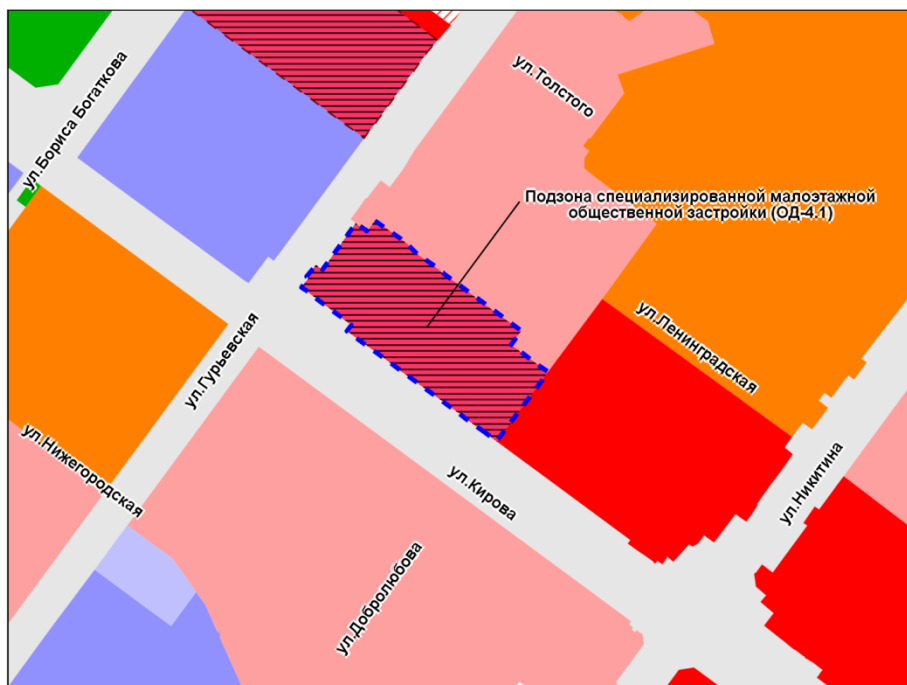 ул.Бориса Богаткова
ул.Толстого
Подзона специализированной малоэтажной
общественной застройки (ОД-4.1)
ул.Гурьевская
ул.Ленинградская
ул.Нижегородская
ул.Кирова
ул.Никитина
ул.Добролюбова